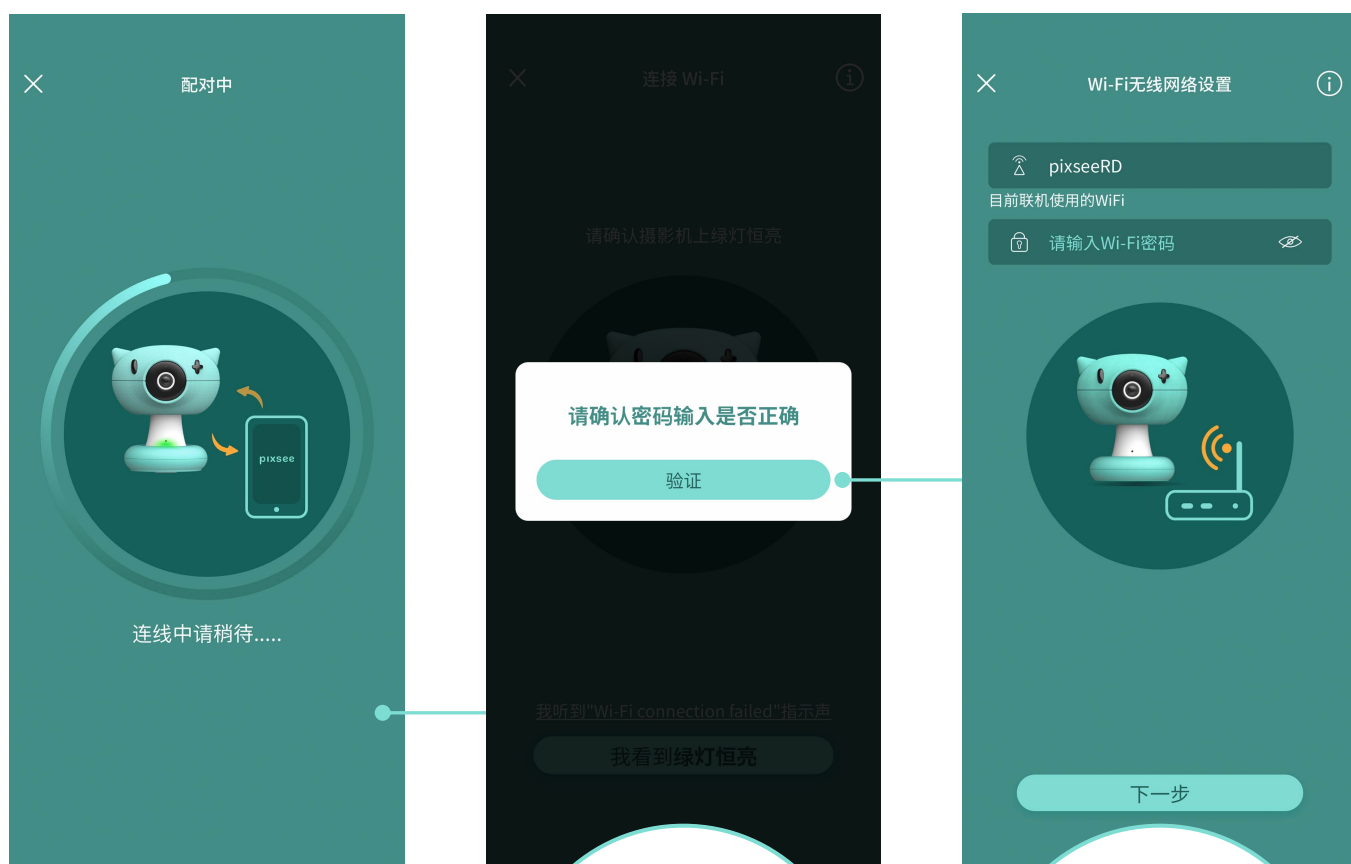 配对中
pixsee
连线中请稍待.....
连接 Wi-Fi
请确认摄影机上绿灯恒亮
请确认密码输入是否正确
验证
我听到"Wi-Fi connection failed"指示声
我看到绿灯恒亮
Wi-Fi无线网络设置
pixseeRD
目前联机使用的WiFi
请输入Wi-Fi密码
下一步